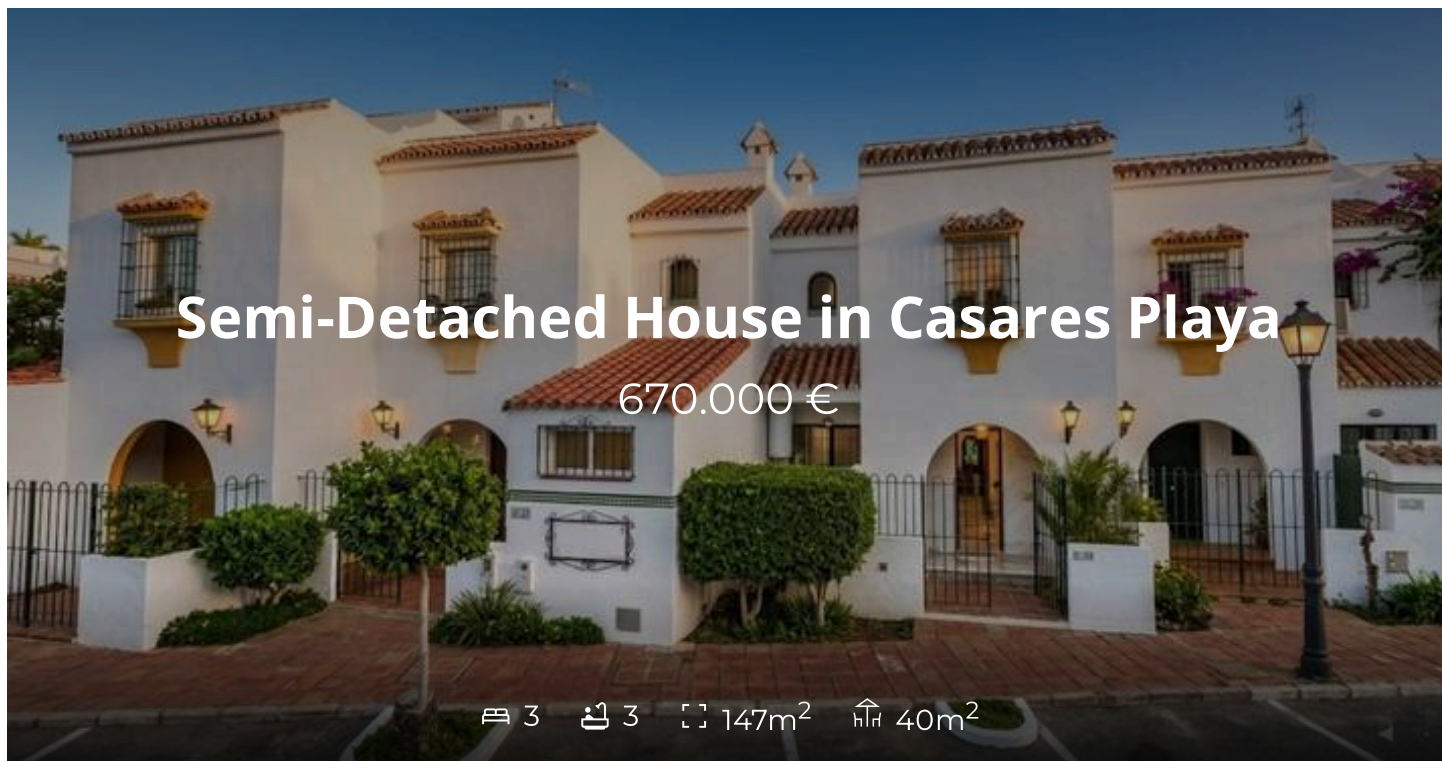 Semi-Detached House in Casares Playa
670.000 €
3 3 147m² 40m²